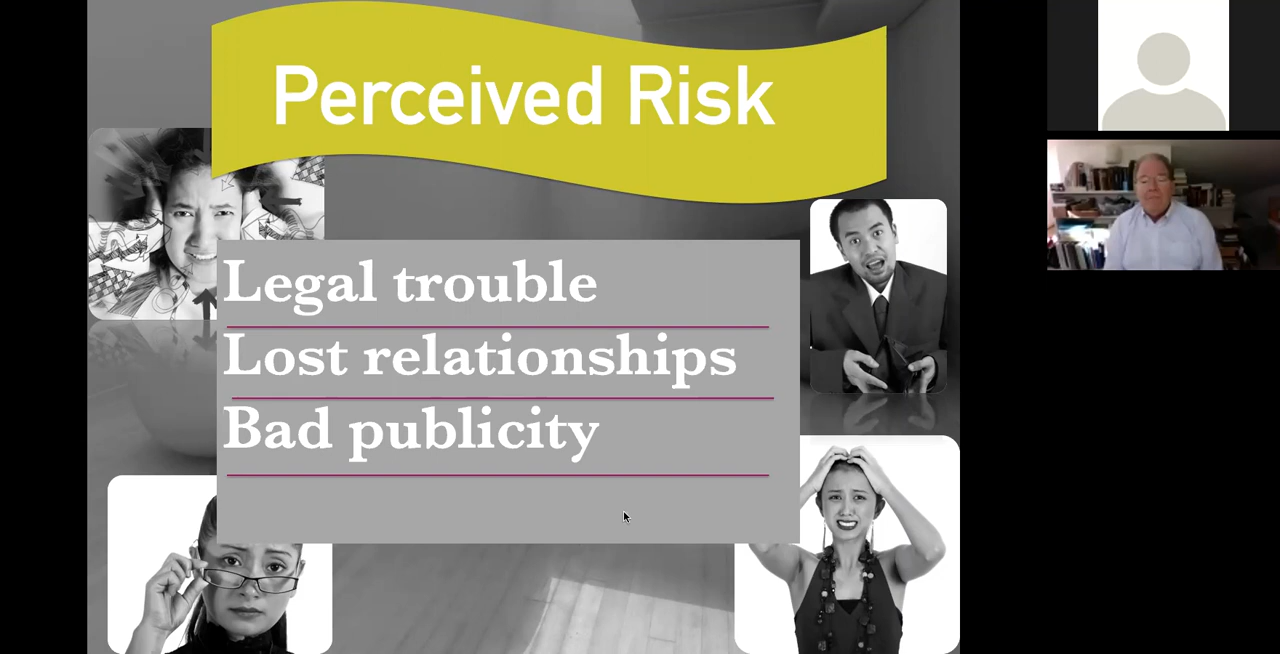 Perceived Risk
Legal trouble
Lost relationships
Bad publicity